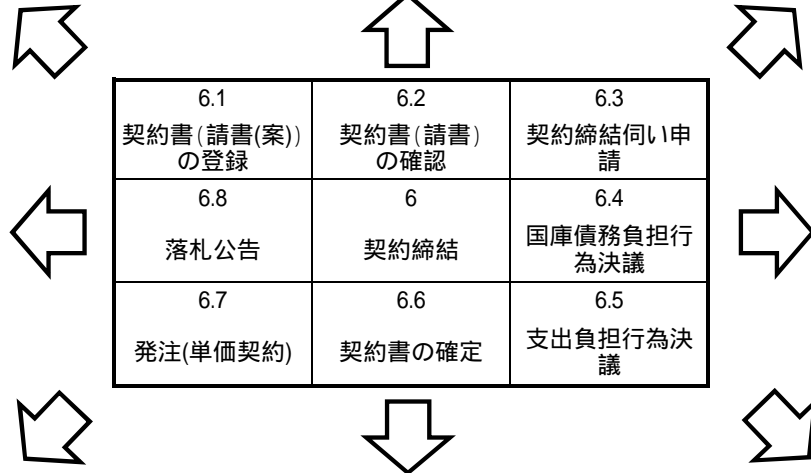 6.1
契約書(請書(案))
の登録
6.2
契約書(請書)
の確認
6.3
契約締結伺い申
請
6.8
落札公告
6
契約締結
6.4
国庫債務負担行
為決議
6.7
発注(単価契約)
6.6
契約書の確定
6.5
支出負担行為決
議